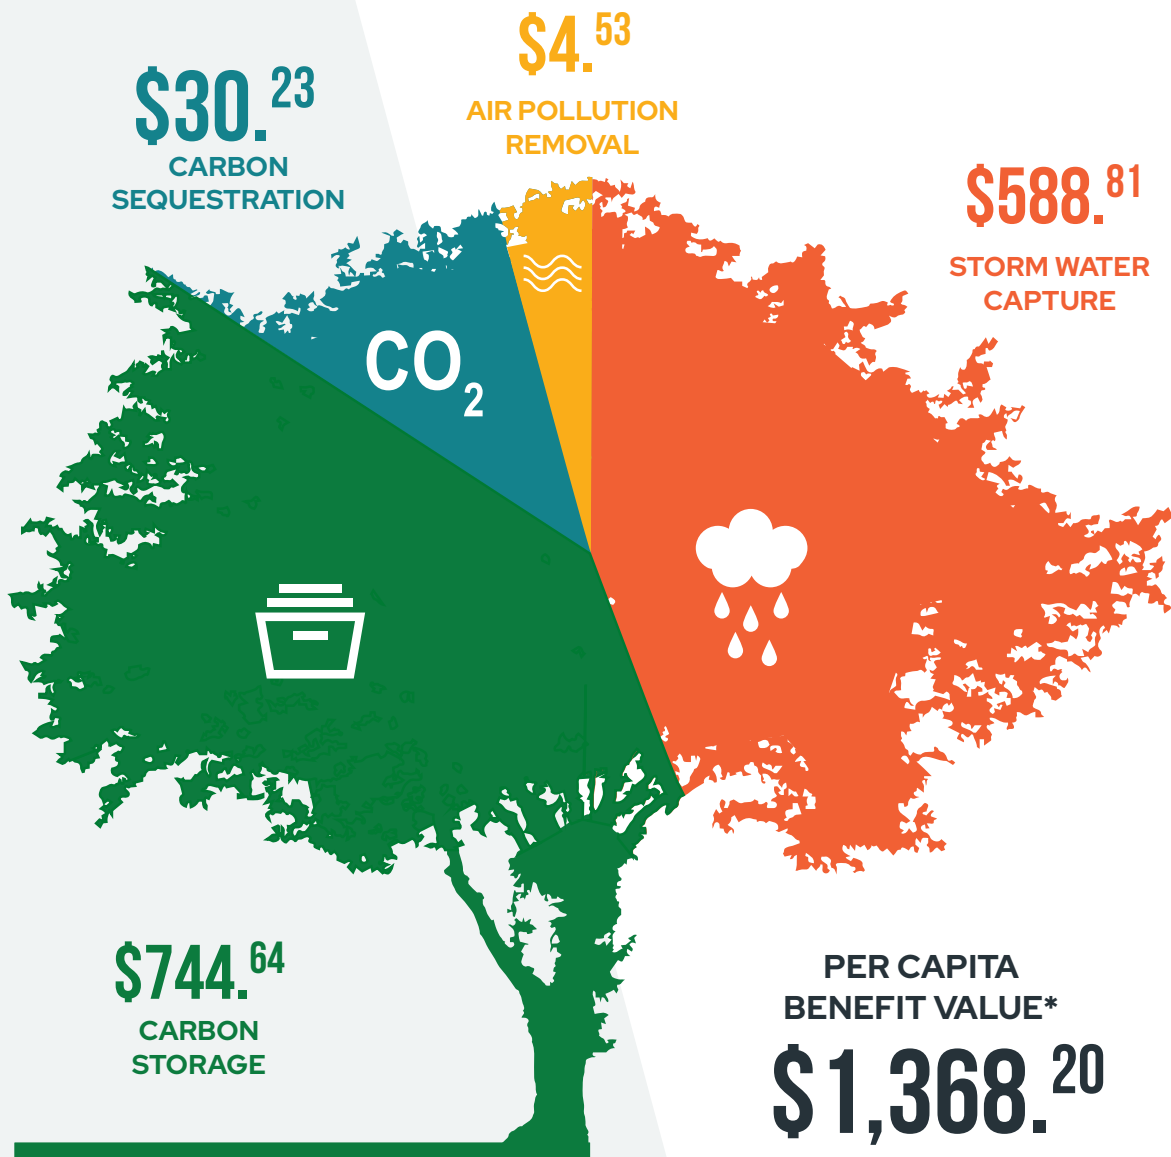 $4.53
AIR POLLUTION
REMOVAL
$30.23
CARBON
SEQUESTRATION
$588.81
STORM WATER
CAPTURE
CO2
$744.64
CARBON
STORAGE
PER CAPITA
BENEFIT VALUE*
$1,368.20